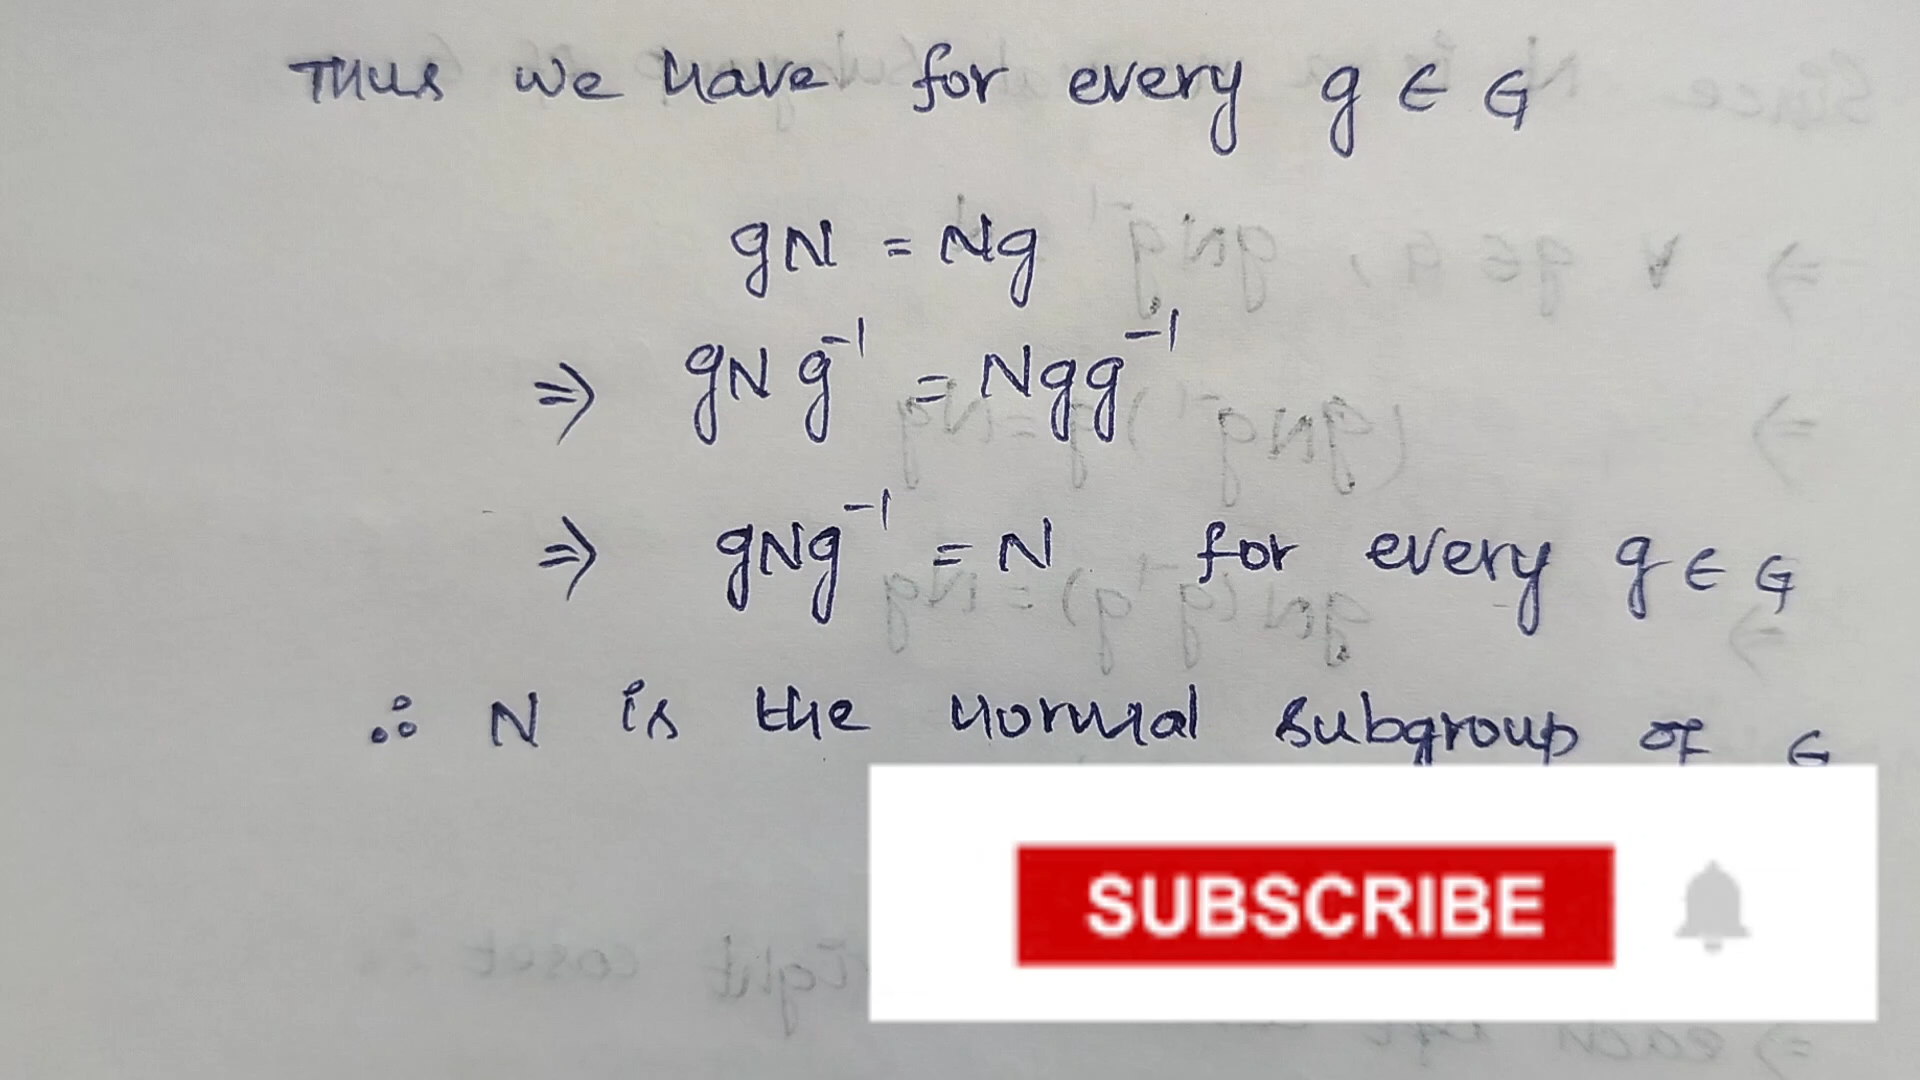 Thus we have for every g ∈ G
gN = Ng
⇒ gNg⁻¹ = Ngg⁻¹
⇒ gNg⁻¹ = N for every g ∈ G
∴ N is the normal subgroup of G
SUBSCRIBE